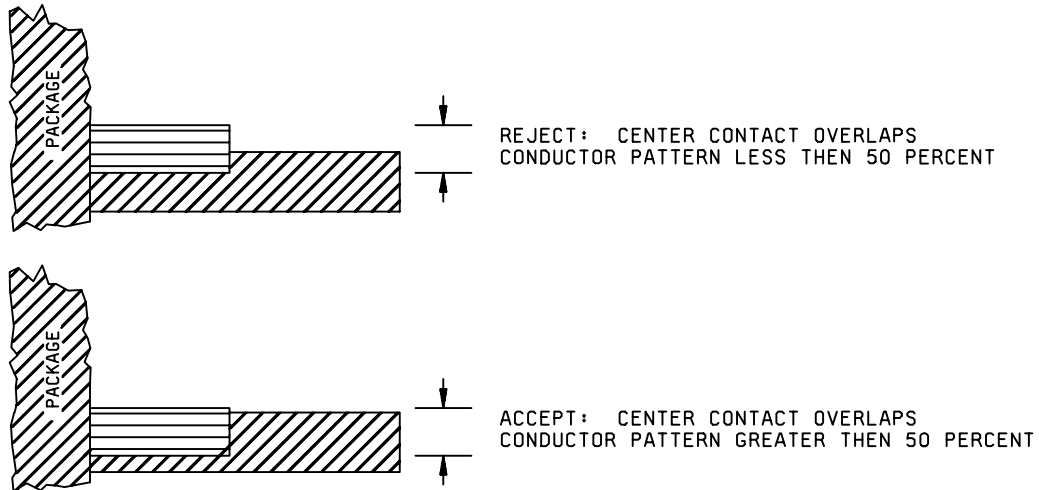 PACKAGE
REJECT: CENTER CONTACT OVERLAPS
CONDUCTOR PATTERN LESS THEN 50 PERCENT
PACKAGE
ACCEPT: CENTER CONTACT OVERLAPS
CONDUCTOR PATTERN GREATER THEN 50 PERCENT